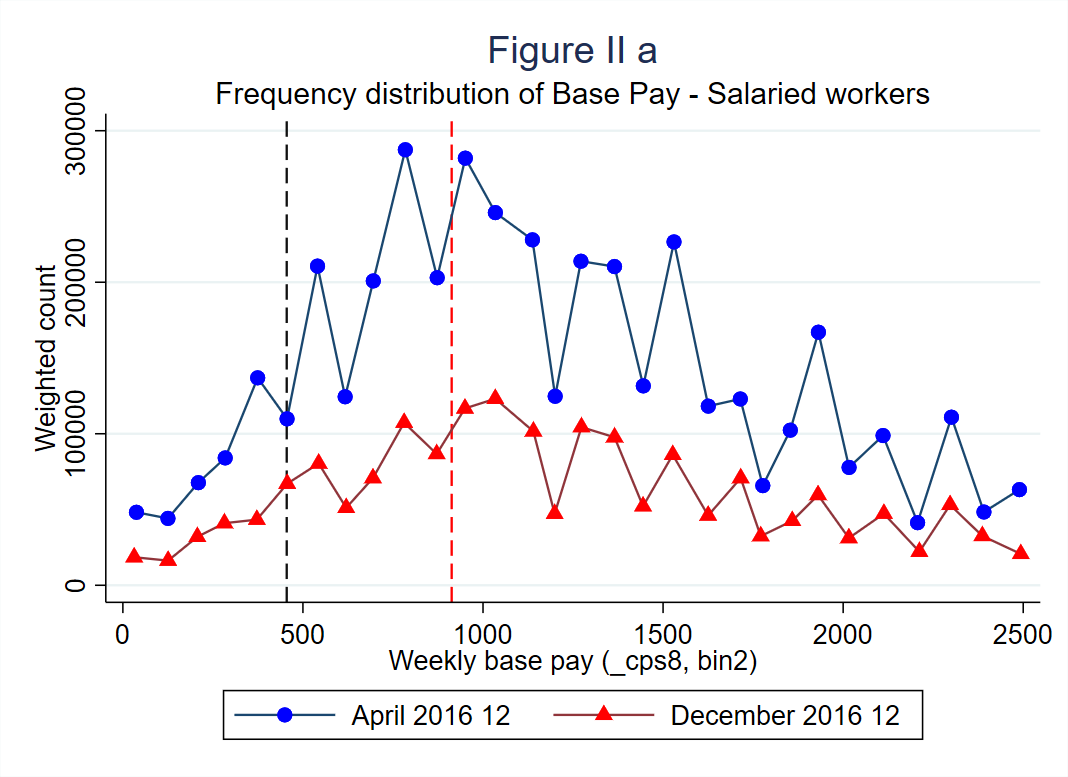 Figure II a
Frequency distribution of Base Pay - Salaried workers
300000
200000
100000
0
Weighted count
0 500 1000 1500 2000 2500
Weekly base pay (_cps8, bin2)
April 2016 12 December 2016 12